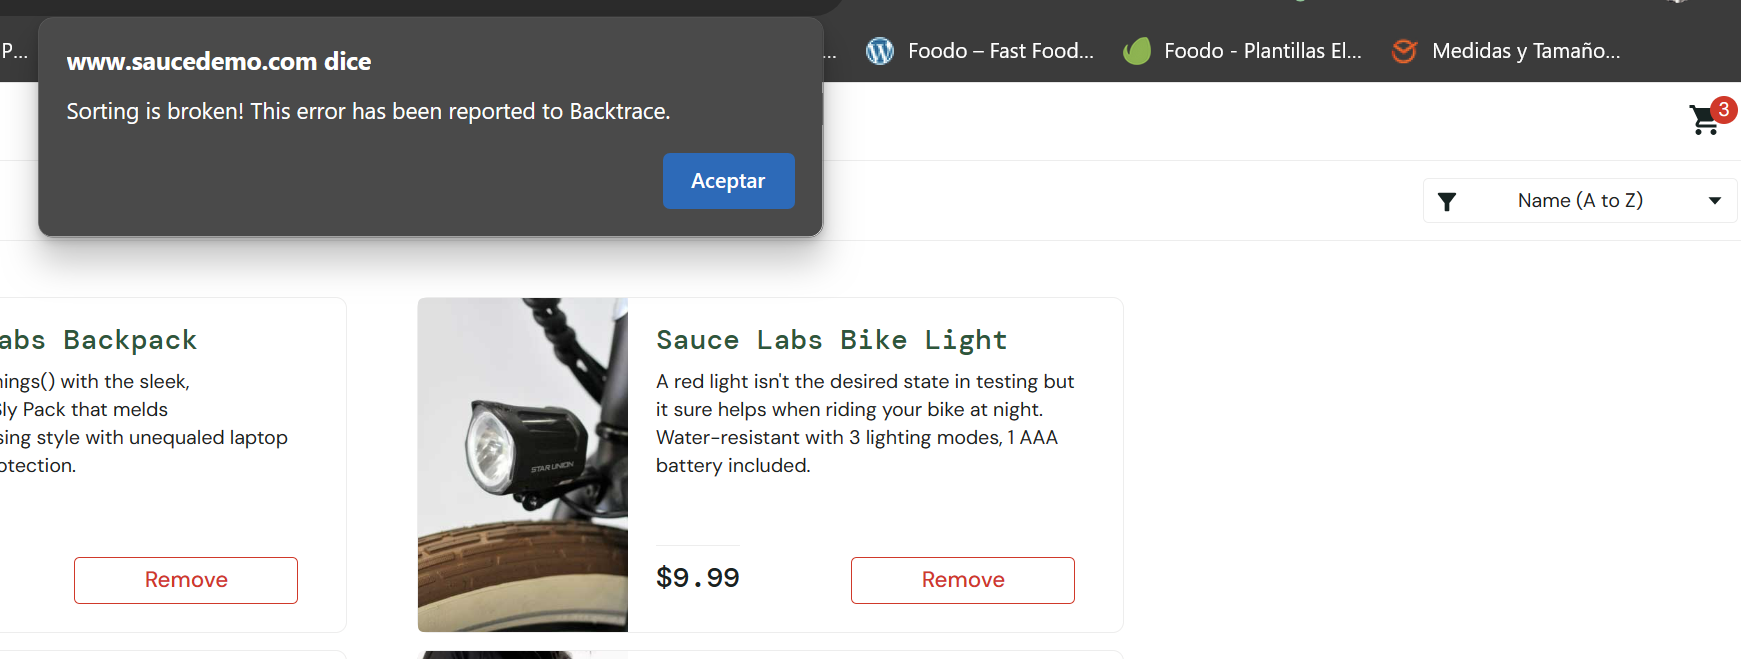 P...
...
Foodo – Fast Food...
Foodo - Plantillas El...
Medidas y Tamaño...
www.saucedemo.com dice
Sorting is broken! This error has been reported to Backtrace.
Aceptar
3
Name (A to Z)
abs Backpack
ings() with the sleek,
Sly Pack that melds
sing style with unequaled laptop
otection.
Remove
Sauce Labs Bike Light
A red light isn't the desired state in testing but
it sure helps when riding your bike at night.
Water-resistant with 3 lighting modes, 1 AAA
battery included.
STAR UNION
$9.99
Remove